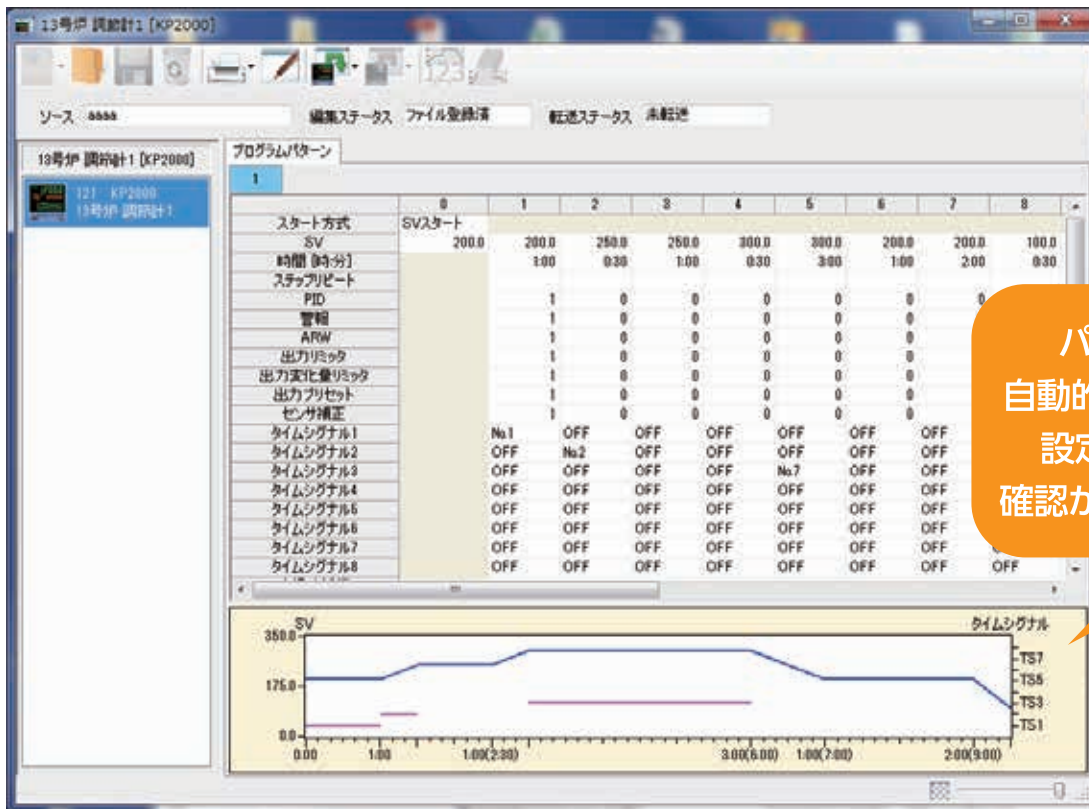 13号炉 調節計1 [KP2000]
ソース aaaa 編集ステータス ファイル登録済 転送ステータス 未転送
13号炉 調節計1 [KP2000]
121 KP2000
13号炉 調節計1
プログラムパターン
1
0 1 2 3 4 5 6 7 8
スタート方式 SVスタート
SV 200.0 200.0 250.0 250.0 300.0 300.0 200.0 200.0 100.0
時間 [時:分] 1:00 0:30 1:00 0:30 3:00 1:00 2:00 0:30
ステップリピート
PID 1 0 0 0 0 0 0
警報 1 0 0 0 0 0
ARW 1 0 0 0 0 0
出力リミッタ 1 0 0 0 0 0
出力変化量リミッタ 1 0 0 0 0 0
出力プリセット 1 0 0 0 0 0
センサ補正 1 0 0 0 0 0
タイムシグナル1 No.1 OFF OFF OFF OFF OFF OFF
タイムシグナル2 OFF No.2 OFF OFF OFF OFF OFF
タイムシグナル3 OFF OFF OFF OFF No.7 OFF OFF
タイムシグナル4 OFF OFF OFF OFF OFF OFF OFF
タイムシグナル5 OFF OFF OFF OFF OFF OFF OFF
タイムシグナル6 OFF OFF OFF OFF OFF OFF OFF
タイムシグナル7 OFF OFF OFF OFF OFF OFF OFF
タイムシグナル8 OFF OFF OFF OFF OFF OFF OFF OFF
パ
自動的
設定
確認か
SV タイムシグナル
350.0
175.0
0.0
TS7
TS5
TS3
TS1
0.00 1:00 1:00(2:30) 3:00(6:00) 1:00(7:00) 2:00(9:00)